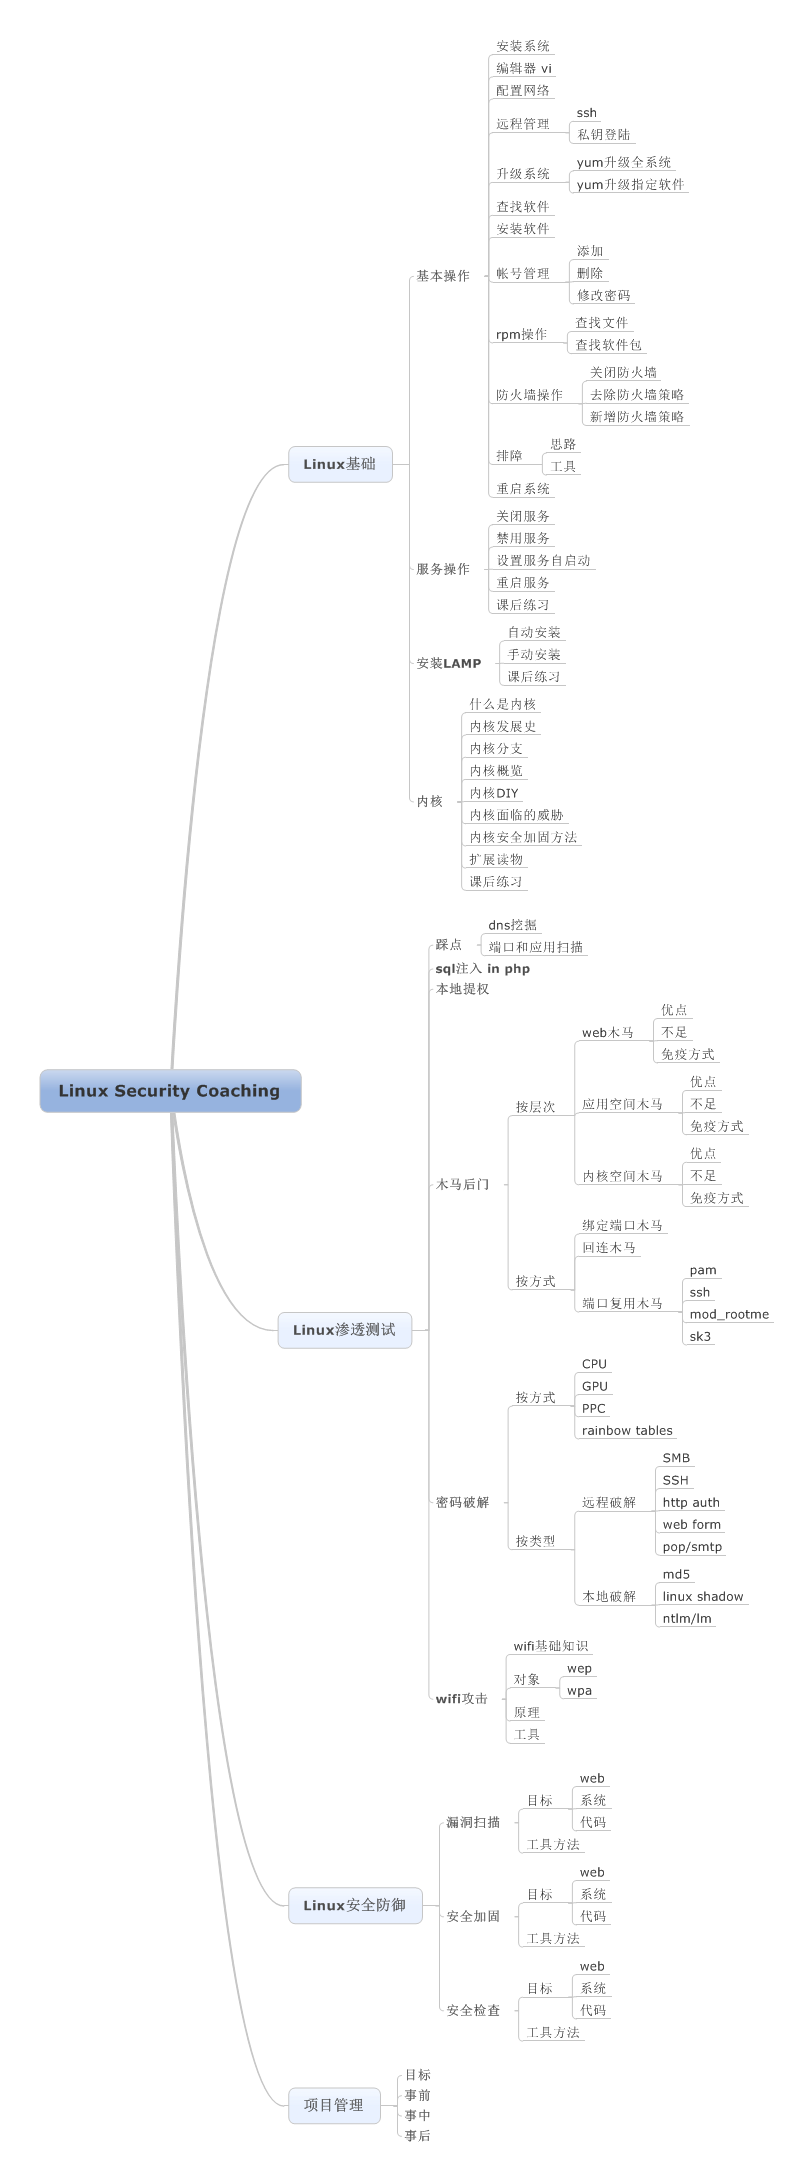 Linux Security Coaching
Linux基础
基本操作
安装系统
编辑器 vi
配置网络
远程管理
ssh
私钥登陆
升级系统
yum升级全系统
yum升级指定软件
查找软件
安装软件
帐号管理
添加
删除
修改密码
rpm操作
查找文件
查找软件包
防火墙操作
关闭防火墙
去除防火墙策略
新增防火墙策略
排障
思路
工具
重启系统
服务操作
关闭服务
禁用服务
设置服务自启动
重启服务
课后练习
安装LAMP
自动安装
手动安装
课后练习
内核
什么是内核
内核发展史
内核分支
内核概览
内核DIY
内核面临的威胁
内核安全加固方法
扩展读物
课后练习
Linux渗透测试
踩点
dns挖掘
端口和应用扫描
sql注入 in php
本地提权
木马后门
按层次
web木马
优点
不足
免疫方式
应用空间木马
优点
不足
免疫方式
内核空间木马
优点
不足
免疫方式
按方式
绑定端口木马
回连木马
端口复用木马
pam
ssh
mod_rootme
sk3
密码破解
按方式
CPU
GPU
PPC
rainbow tables
按类型
远程破解
SMB
SSH
http auth
web form
pop/smtp
本地破解
md5
linux shadow
ntlm/lm
wifi攻击
wifi基础知识
对象
wep
wpa
原理
工具
Linux安全防御
漏洞扫描
目标
web
系统
代码
工具方法
安全加固
目标
web
系统
代码
工具方法
安全检查
目标
web
系统
代码
工具方法
项目管理
目标
事前
事中
事后